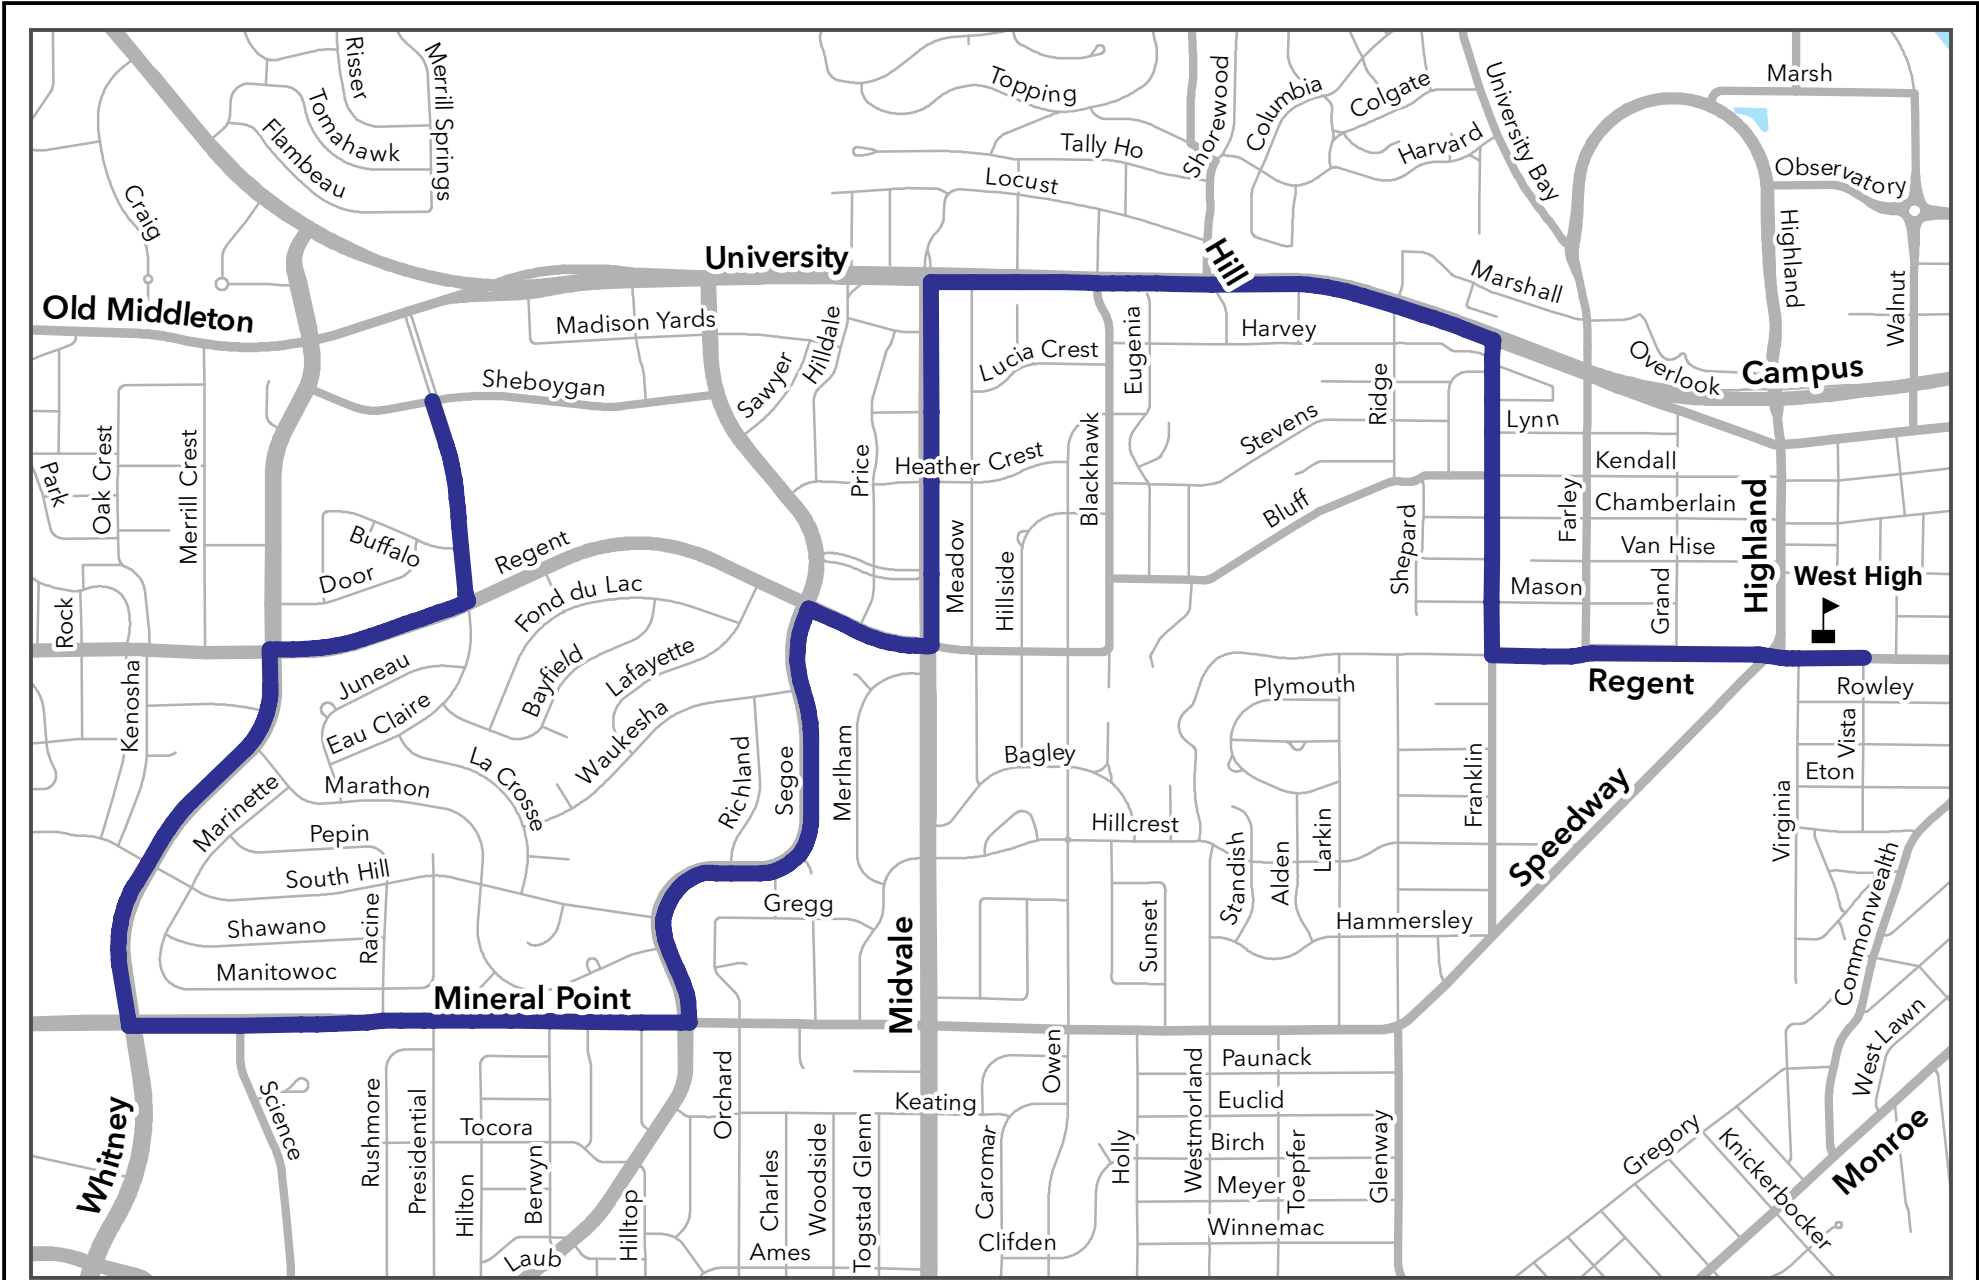 Risser
Merrill Springs
Tomahawk
Flambeau
Craig
Topping
Tally Ho
Locust
Shorewood
Columbia
Colgate
Harvard
University Bay
Marsh
Observatory
Highland
Walnut
University
Hill
Marshall
Old Middleton
Madison Yards
Sawyer
Hilldale
Harvey
Eugenia
Lucia Crest
Overlook
Campus
Sheboygan
Ridge
Lynn
Stevens
Park
Oak Crest
Merrill Crest
Price
Heather Crest
Blackhawk
Kendall
Chamberlain
Farley
Highland
Bluff
Shepard
Van Hise
Buffalo
Door
Regent
Meadow
Hillside
Mason
Grand
West High
Rock
Fond du Lac
Juneau
Bayfield
Lafayette
Kenosha
Eau Claire
Waukesha
Plymouth
Regent
Rowley
Vista
Eton
La Crosse
Richland
Segoe
Merlham
Bagley
Franklin
Speedway
Virginia
Marinette
Marathon
Pepin
Hillcrest
Standish
Alden
Larkin
Commonwealth
South Hill
Shawano
Racine
Gregg
Sunset
Hammersley
Manitowoc
Mineral Point
Midvale
West Lawn
Whitney
Science
Rushmore
Presidential
Tocora
Hilton
Berwyn
Hilltop
Laub
Orchard
Charles
Woodside
Togstad Glenn
Ames
Keating
Owen
Caromar
Clifden
Holly
Westmorland
Paunack
Euclid
Birch
Meyer
Toepfer
Winnemac
Glenway
Gregory
Knickerbocker
Monroe